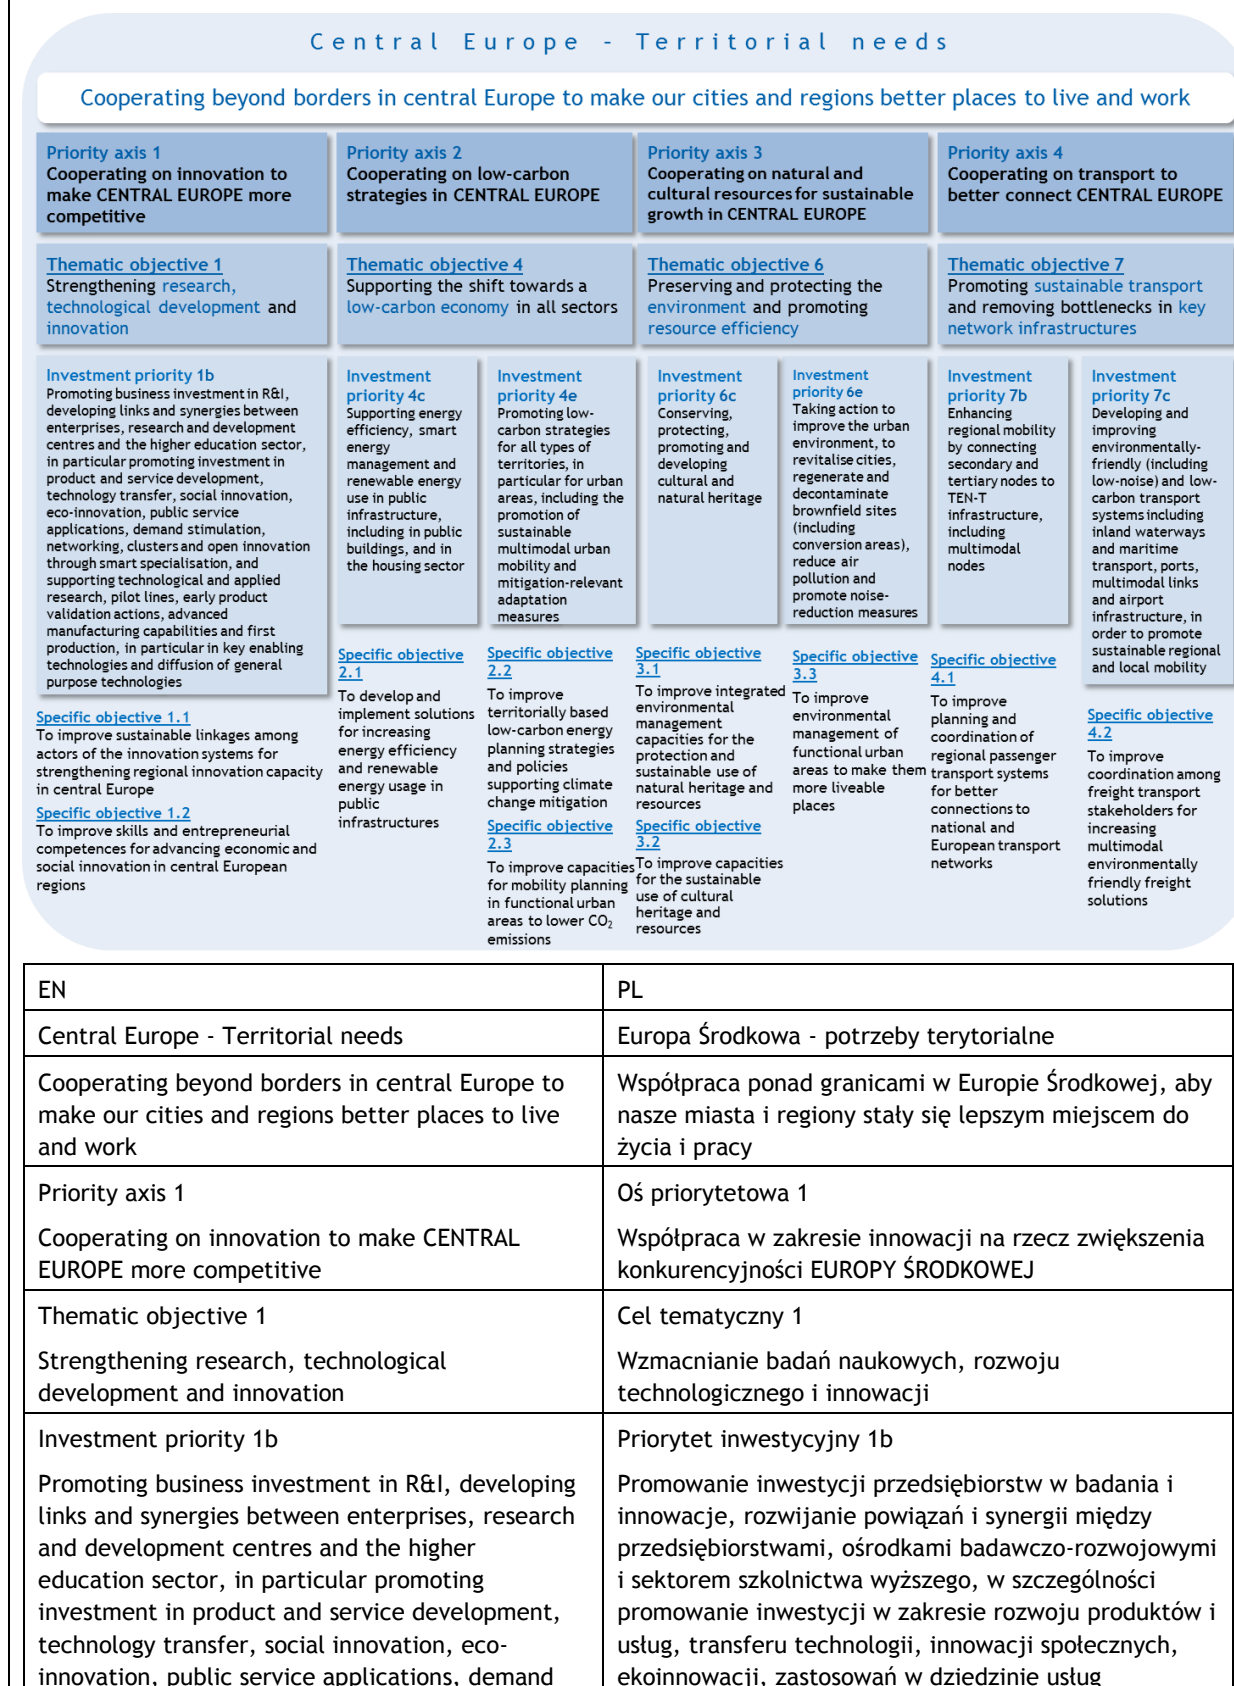 Central Europe - Territorial needs
Cooperating beyond borders in central Europe to make our cities and regions better places to live and work
Priority axis 1
Cooperating on innovation to
make CENTRAL EUROPE more
competitive
Priority axis 2
Cooperating on low-carbon
strategies in CENTRAL EUROPE
Priority axis 3
Cooperating on natural and
cultural resources for sustainable
growth in CENTRAL EUROPE
Priority axis 4
Cooperating on transport to
better connect CENTRAL EUROPE
Thematic objective 1
Strengthening research,
technological development and
innovation
Thematic objective 4
Supporting the shift towards a
low-carbon economy in all sectors
Thematic objective 6
Preserving and protecting the
environment and promoting
resource efficiency
Thematic objective 7
Promoting sustainable transport
and removing bottlenecks in key
network infrastructures
Investment priority 1b
Promoting business investment in R&I,
developing links and synergies between
enterprises, research and development
centres and the higher education sector,
in particular promoting investment in
product and service development,
technology transfer, social innovation,
eco-innovation, public service
applications, demand stimulation,
networking, clusters and open innovation
through smart specialisation, and
supporting technological and applied
research, pilot lines, early product
validation actions, advanced
manufacturing capabilities and first
production, in particular in key enabling
technologies and diffusion of general
purpose technologies
Investment
priority 4c
Supporting energy
efficiency, smart
energy
management and
renewable energy
use in public
infrastructure,
including in public
buildings, and in
the housing sector
Investment
priority 4e
Promoting low-
carbon strategies
for all types of
territories, in
particular for urban
areas, including the
promotion of
sustainable
multimodal urban
mobility and
mitigation-relevant
adaptation
measures
Investment
priority 6c
Conserving,
protecting,
promoting and
developing
cultural and
natural heritage
Investment
priority 6e
Taking action to
improve the urban
environment, to
revitalise cities,
regenerate and
decontaminate
brownfield sites
(including
conversion areas),
reduce air
pollution and
promote noise-
reduction measures
Investment
priority 7b
Enhancing
regional mobility
by connecting
secondary and
tertiary nodes to
TEN-T
infrastructure,
including
multimodal
nodes
Investment
priority 7c
Developing and
improving
environmentally-
friendly (including
low-noise) and low-
carbon transport
systems including
inland waterways
and maritime
transport, ports,
multimodal links
and airport
infrastructure, in
order to promote
sustainable regional
and local mobility
Specific objective 1.1
To improve sustainable linkages among
actors of the innovation systems for
strengthening regional innovation capacity
in central Europe
Specific objective 1.2
To improve skills and entrepreneurial
competences for advancing economic and
social innovation in central European
regions
Specific objective
2.1
To develop and
implement solutions
for increasing
energy efficiency
and renewable
energy usage in
public
infrastructures
Specific objective
2.2
To improve
territorially based
low-carbon energy
planning strategies
and policies
supporting climate
change mitigation
Specific objective
2.3
To improve capacities
for mobility planning
in functional urban
areas to lower CO2
emissions
Specific objective
3.1
To improve integrated
environmental
management
capacities for the
protection and
sustainable use of
natural heritage and
resources
Specific objective
3.2
To improve capacities
for the sustainable
use of cultural
heritage and
resources
Specific objective
3.3
To improve
environmental
management of
functional urban
areas to make them
more liveable
places
Specific objective
4.1
To improve
planning and
coordination of
regional passenger
transport systems
for better
connections to
national and
European transport
networks
Specific objective
4.2
To improve
coordination among
freight transport
stakeholders for
increasing
multimodal
environmentally
friendly freight
solutions
EN
PL
Central Europe - Territorial needs
Europa Środkowa - potrzeby terytorialne
Cooperating beyond borders in central Europe to
make our cities and regions better places to live
and work
Współpraca ponad granicami w Europie Środkowej, aby
nasze miasta i regiony stały się lepszym miejscem do
życia i pracy
Priority axis 1
Cooperating on innovation to make CENTRAL
EUROPE more competitive
Oś priorytetowa 1
Współpraca w zakresie innowacji na rzecz zwiększenia
konkurencyjności EUROPY ŚRODKOWEJ
Thematic objective 1
Strengthening research, technological
development and innovation
Cel tematyczny 1
Wzmacnianie badań naukowych, rozwoju
technologicznego i innowacji
Investment priority 1b
Promoting business investment in R&I, developing
links and synergies between enterprises, research
and development centres and the higher
education sector, in particular promoting
investment in product and service development,
technology transfer, social innovation, eco-
innovation, public service applications, demand
Priorytet inwestycyjny 1b
Promowanie inwestycji przedsiębiorstw w badania i
innowacje, rozwijanie powiązań i synergii między
przedsiębiorstwami, ośrodkami badawczo-rozwojowymi
i sektorem szkolnictwa wyższego, w szczególności
promowanie inwestycji w zakresie rozwoju produktów i
usług, transferu technologii, innowacji społecznych,
ekoinnowacji, zastosowań w dziedzinie usług